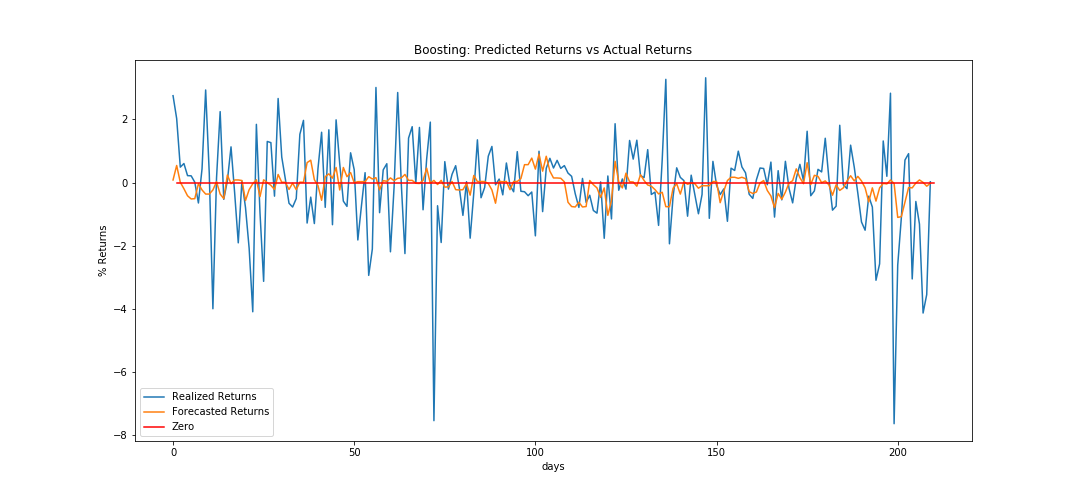 Boosting: Predicted Returns vs Actual Returns
% Returns
2
0
−2
−4
−6
−8
Realized Returns
Forecasted Returns
Zero
0 50 100 150 200
days